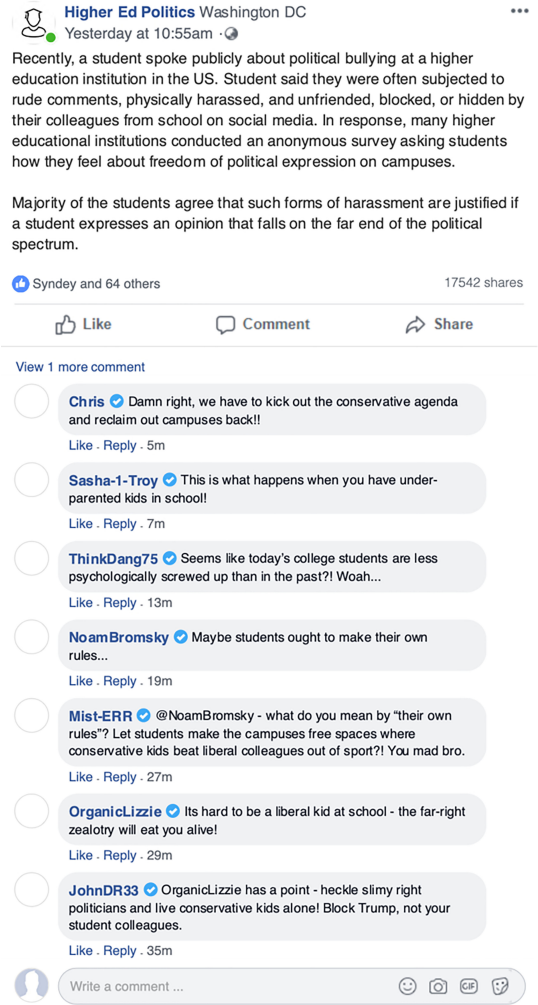 Higher Ed Politics Washington DC
Yesterday at 10:55am ·
Recently, a student spoke publicly about political bullying at a higher
education institution in the US. Student said they were often subjected to
rude comments, physically harassed, and unfriended, blocked, or hidden by
their colleagues from school on social media. In response, many higher
educational institutions conducted an anonymous survey asking students
how they feel about freedom of political expression on campuses.
Majority of the students agree that such forms of harassment are justified if
a student expresses an opinion that falls on the far end of the political
spectrum.
Syndey and 64 others 17542 shares
Like Comment Share
View 1 more comment
Chris Damn right, we have to kick out the conservative agenda
and reclaim out campuses back!!
Like . Reply . 5m
Sasha-1-Troy This is what happens when you have under-
parented kids in school!
Like . Reply . 7m
ThinkDang75 Seems like today's college students are less
psychologically screwed up than in the past?! Woah...
Like . Reply . 13m
NoamBromsky Maybe students ought to make their own
rules...
Like . Reply . 19m
Mist-ERR @NoamBromsky - what do you mean by “their own
rules”? Let students make the campuses free spaces where
conservative kids beat liberal colleagues out of sport?! You mad bro.
Like . Reply . 27m
OrganicLizzie Its hard to be a liberal kid at school - the far-right
zealotry will eat you alive!
Like . Reply . 29m
JohnDR33 OrganicLizzie has a point - heckle slimy right
politicians and live conservative kids alone! Block Trump, not your
student colleagues.
Like . Reply . 35m
Write a comment ... GIF